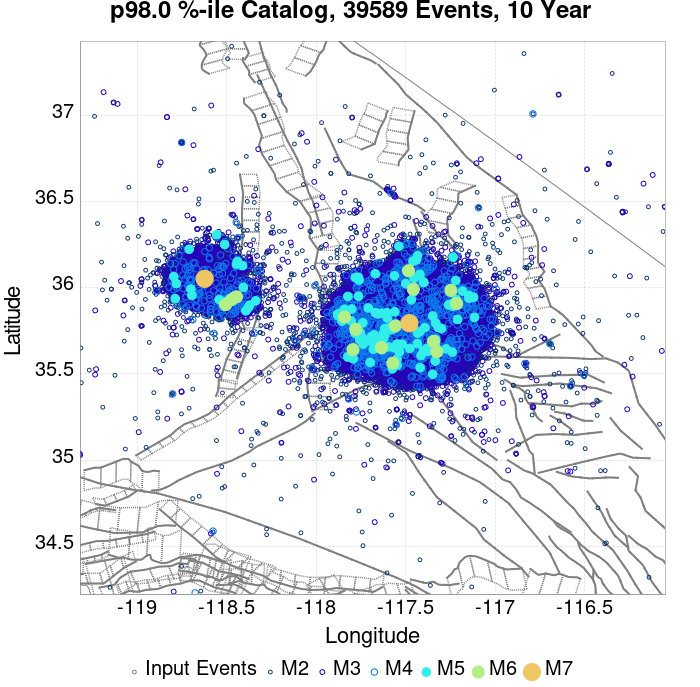 p98.0 %-ile Catalog, 39589 Events, 10 Year
37
36.5
36
35.5
35
34.5
Latitude
-119 -118.5 -118 -117.5 -117 -116.5
Longitude
Input Events M2 M3 M4 M5 M6 M7